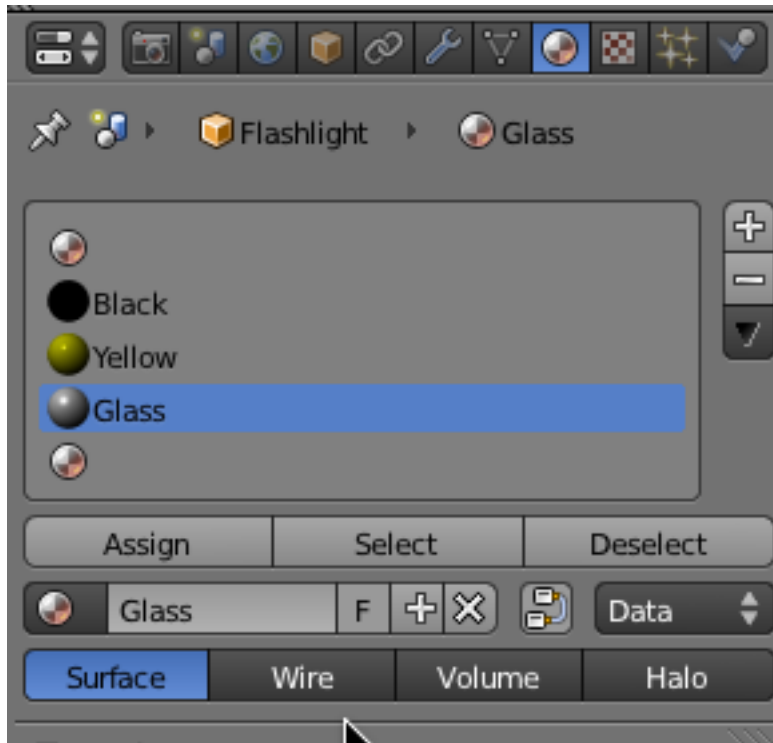 Flashlight Glass
Black
Yellow
Glass
Assign Select Deselect
Glass F Data
Surface Wire Volume Halo